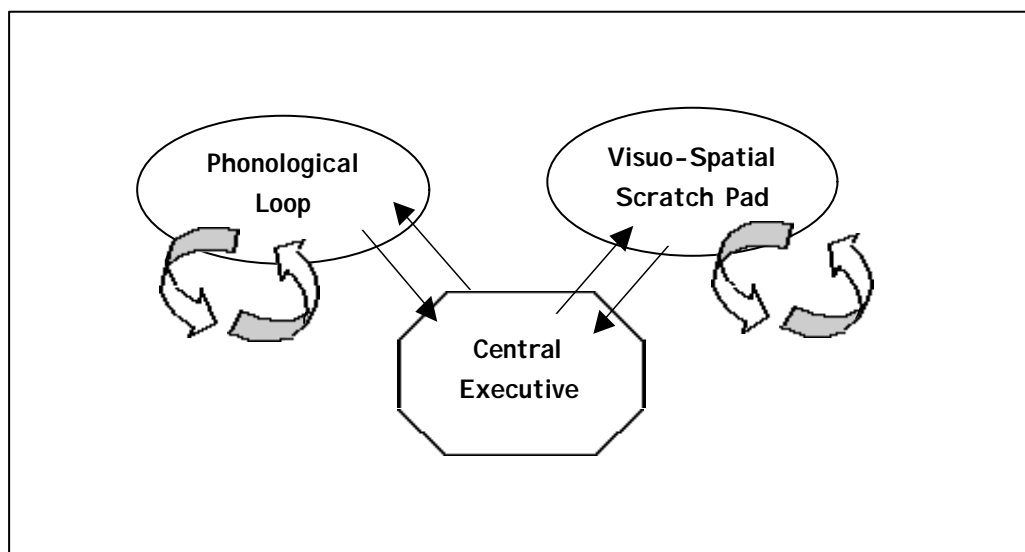 Phonological
Loop
Visuo-Spatial
Scratch Pad
Central
Executive